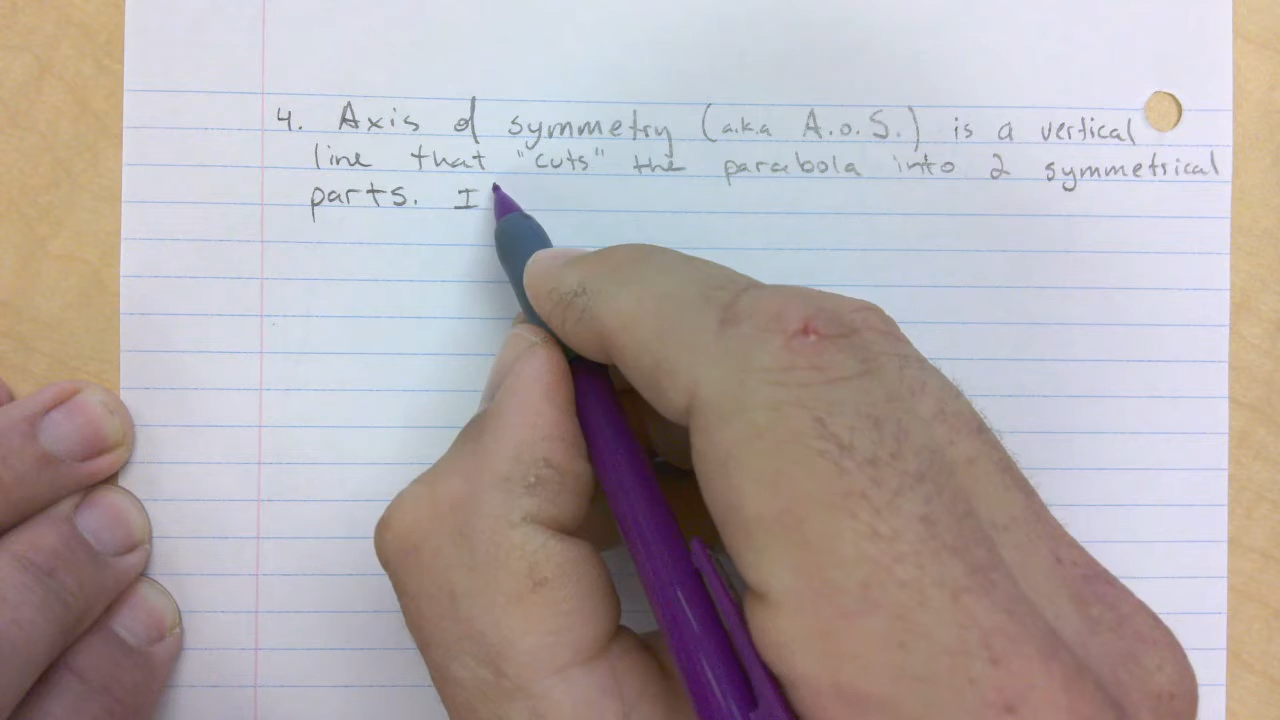 4. Axis of symmetry (a.k.a A.o.S.) is a vertical
line that "cuts" the parabola into 2 symmetrical
parts. I